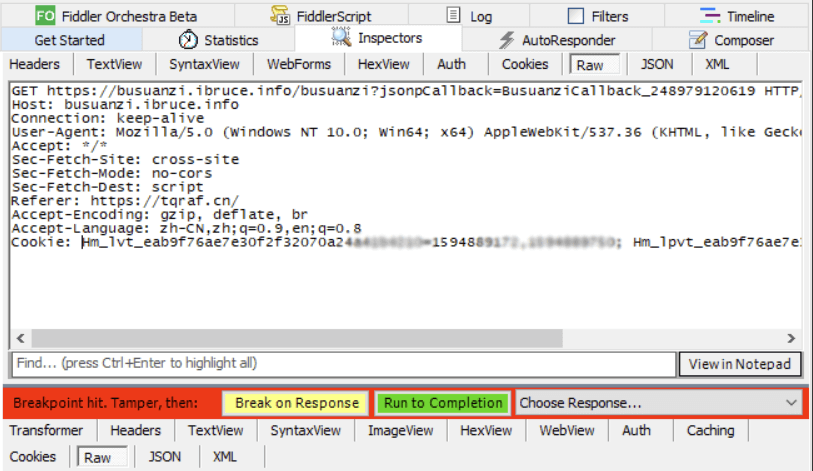 FO Fiddler Orchestra Beta JS FiddlerScript Log Filters Timeline
Get Started Statistics Inspectors AutoResponder Composer
Headers TextView SyntaxView WebForms HexView Auth Cookies Raw JSON XML
GET https://busuanzi.ibruce.info/busuanzi?jsonpCallback=BusuanziCallback_248979120619 HTTP/
Host: busuanzi.ibruce.info
Connection: keep-alive
User-Agent: Mozilla/5.0 (Windows NT 10.0; Win64; x64) AppleWebKit/537.36 (KHTML, like Gecko
Accept: */*
Sec-Fetch-Site: cross-site
Sec-Fetch-Mode: no-cors
Sec-Fetch-Dest: script
Referer: https://tqraf.cn/
Accept-Encoding: gzip, deflate, br
Accept-Language: zh-CN,zh;q=0.9,en;q=0.8
Cookie: Hm_lpvt_eab9f76ae7e
Find... (press Ctrl+Enter to highlight all) View in Notepad
Breakpoint hit. Tamper, then: Break on Response Run to Completion Choose Response...
Transformer Headers TextView SyntaxView ImageView HexView WebView Auth Caching
Cookies Raw JSON XML